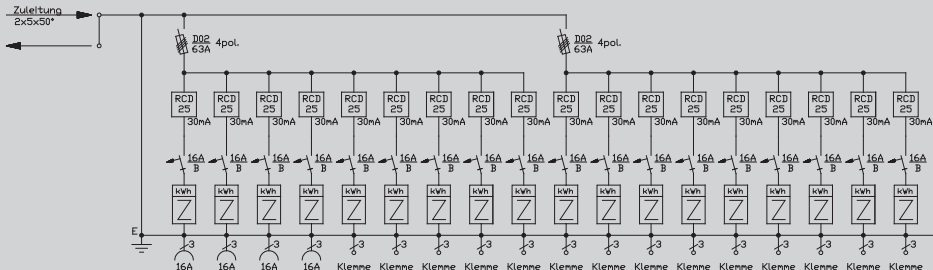 Zuleitung
2x5x50°
D02 4pol.
63A
D02 4pol.
63A
RCD RCD RCD RCD RCD RCD RCD RCD RCD RCD RCD RCD RCD RCD RCD RCD RCD RCD
25 25 25 25 25 25 25 25 25 25 25 25 25 25 25 25 25 25
30mA 30mA 30mA 30mA 30mA 30mA 30mA 30mA 30mA 30mA 30mA 30mA 30mA 30mA 30mA 30mA 30mA 30mA
16A 16A 16A 16A 16A 16A 16A 16A 16A 16A 16A 16A 16A 16A 16A 16A 16A 16A
B B B B B B B B B B B B B B B B B B
kWh kWh kWh kWh kWh kWh kWh kWh kWh kWh kWh kWh kWh kWh kWh kWh kWh kWh
Z Z Z Z Z Z Z Z Z Z Z Z Z Z Z Z Z Z
E
3 3 3 3 3 3 3 3 3 3 3 3 3 3 3 3 3 3
16A 16A 16A 16A Klemme Klemme Klemme Klemme Klemme Klemme Klemme Klemme Klemme Klemme Klemme Klemme Klemme Klemme